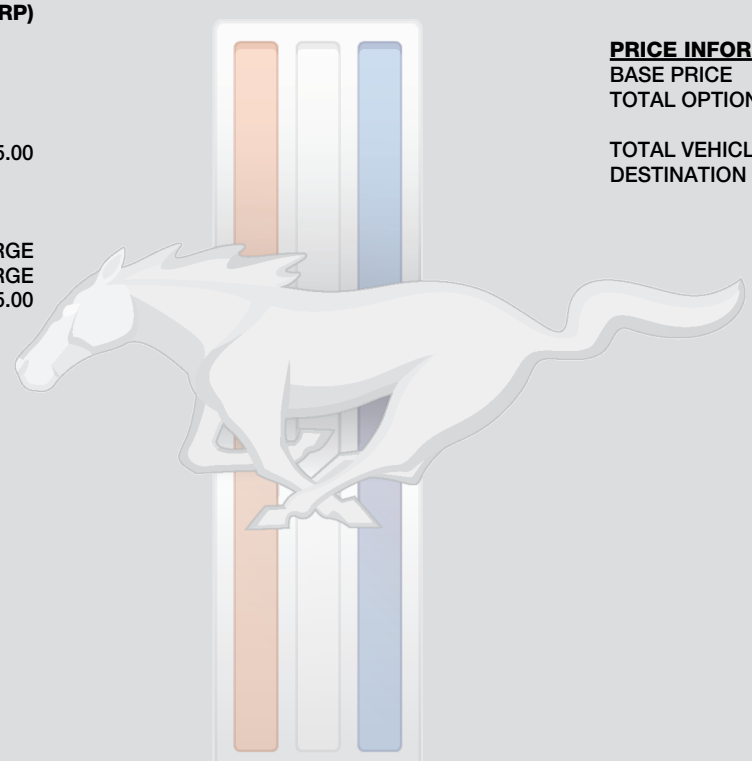 RP)
5.00
RGE
RGE
5.00
PRICE INFOR
BASE PRICE
TOTAL OPTION
TOTAL VEHICL
DESTINATION